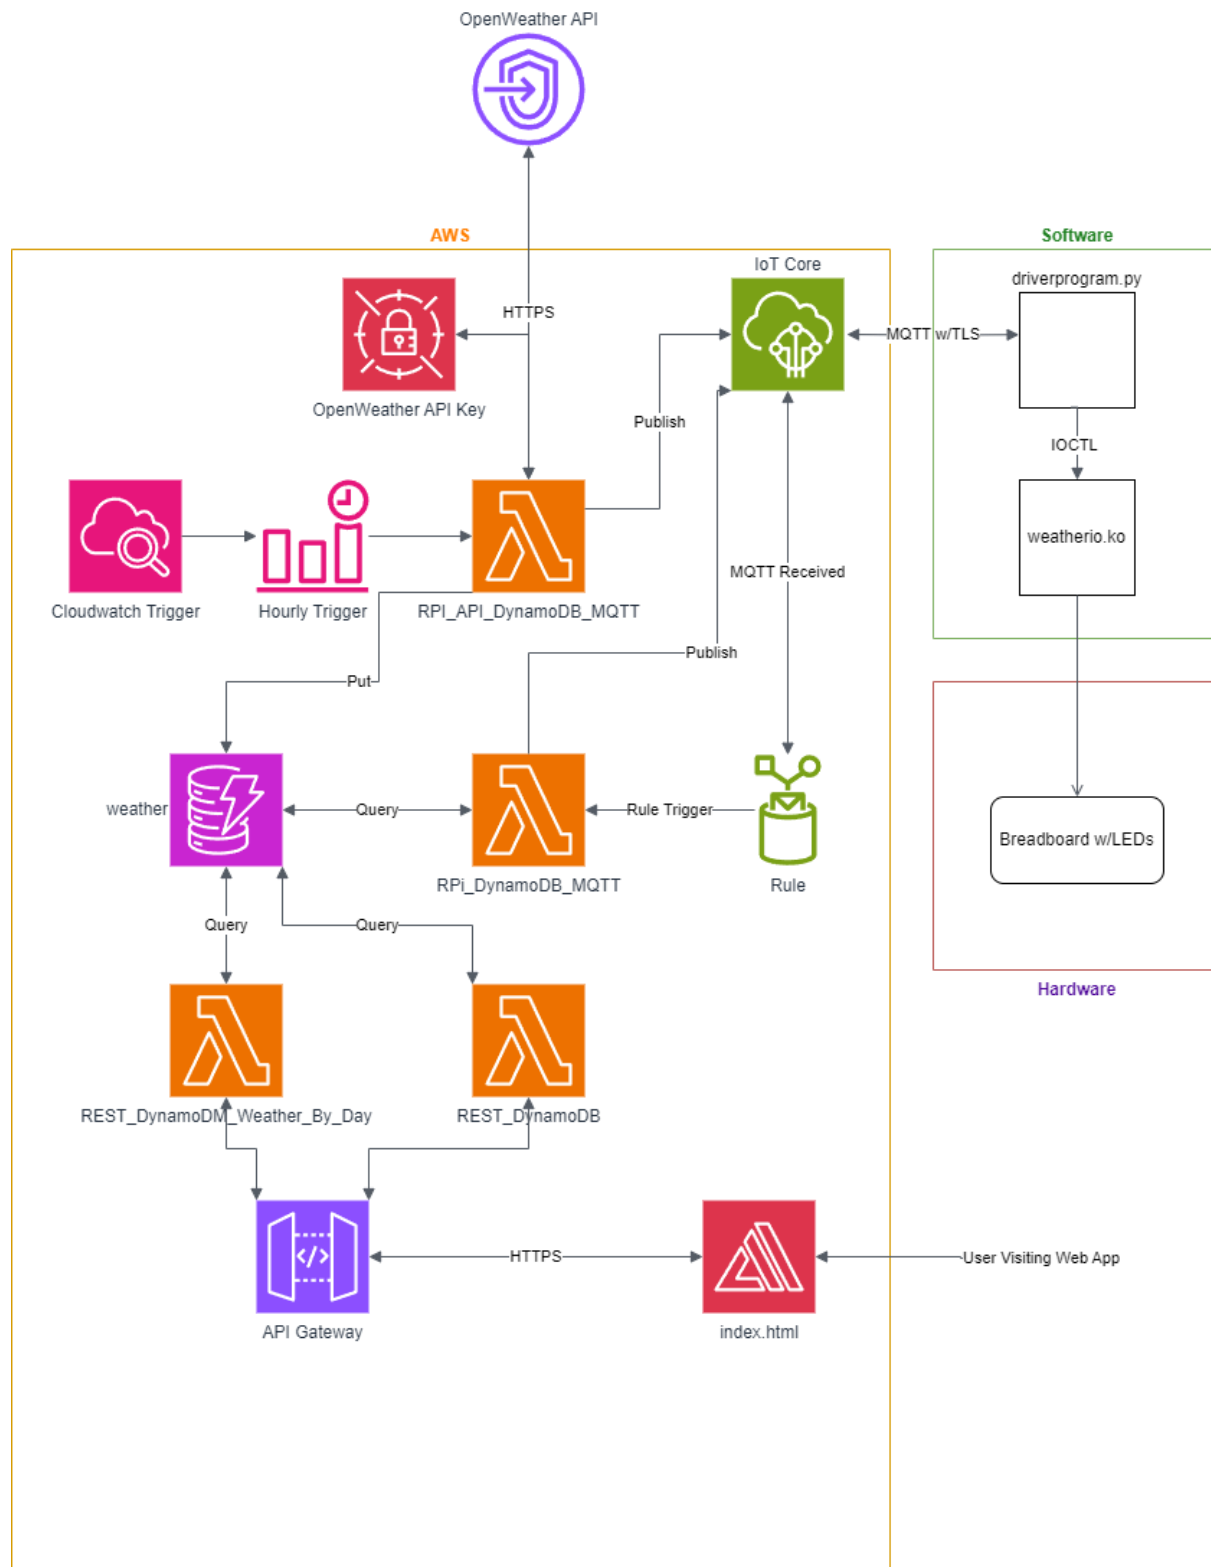 OpenWeather API
AWS
Software
IoT Core
driverprogram.py
HTTPS
MQTT w/TLS
OpenWeather API Key
Publish
IOCTL
weatherio.ko
MQTT Received
Cloudwatch Trigger
Hourly Trigger
RPI_API_DynamoDB_MQTT
Publish
Put
weather
Query
Rule Trigger
Breadboard w/LEDs
RPi_DynamoDB_MQTT
Rule
Query
Query
Hardware
REST_DynamoDM_Weather_By_Day
REST_DynamoDB
HTTPS
User Visiting Web App
API Gateway
index.html